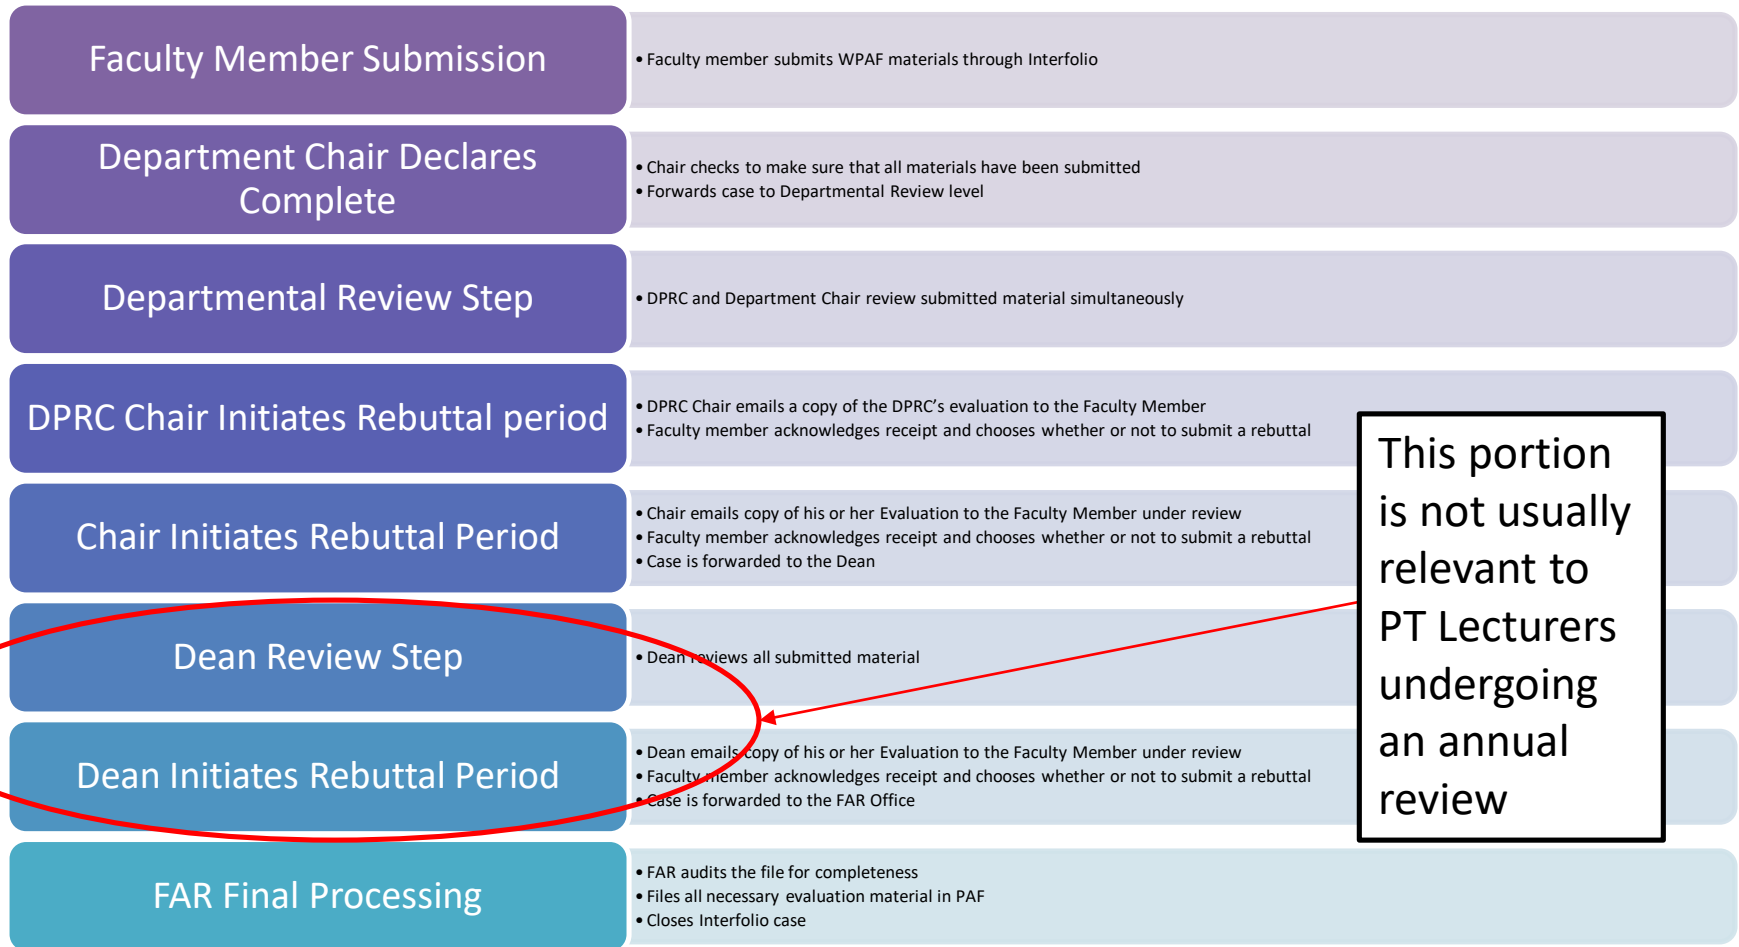 Faculty Member Submission
• Faculty member submits WPAF materials through Interfolio
Department Chair Declares
Complete
• Chair checks to make sure that all materials have been submitted
• Forwards case to Departmental Review level
Departmental Review Step
• DPRC and Department Chair review submitted material simultaneously
DPRC Chair Initiates Rebuttal period
• DPRC Chair emails a copy of the DPRC's evaluation to the Faculty Member
• Faculty member acknowledges receipt and chooses whether or not to submit a rebuttal
Chair Initiates Rebuttal Period
• Chair emails copy of his or her Evaluation to the Faculty Member under review
• Faculty member acknowledges receipt and chooses whether or not to submit a rebuttal
• Case is forwarded to the Dean
Dean Review Step
• Dean reviews all submitted material
Dean Initiates Rebuttal Period
• Dean emails copy of his or her Evaluation to the Faculty Member under review
• Faculty member acknowledges receipt and chooses whether or not to submit a rebuttal
• Case is forwarded to the FAR Office
FAR Final Processing
• FAR audits the file for completeness
• Files all necessary evaluation material in PAF
• Closes Interfolio case
This portion
is not usually
relevant to
PT Lecturers
undergoing
an annual
review